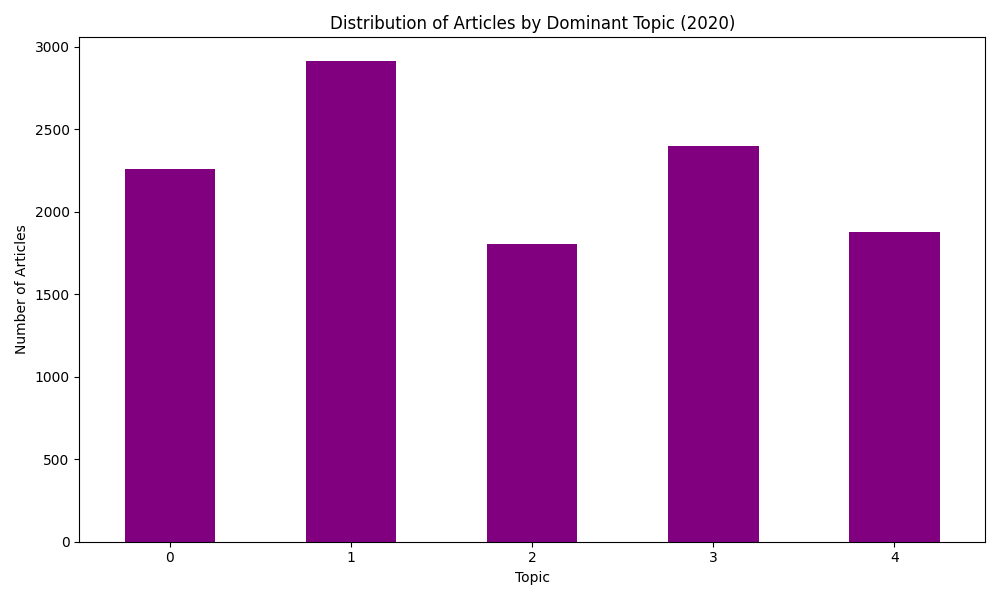 Distribution of Articles by Dominant Topic (2020)
3000
2500
2000
1500
1000
500
0
Number of Articles
0 1 2 3 4
Topic